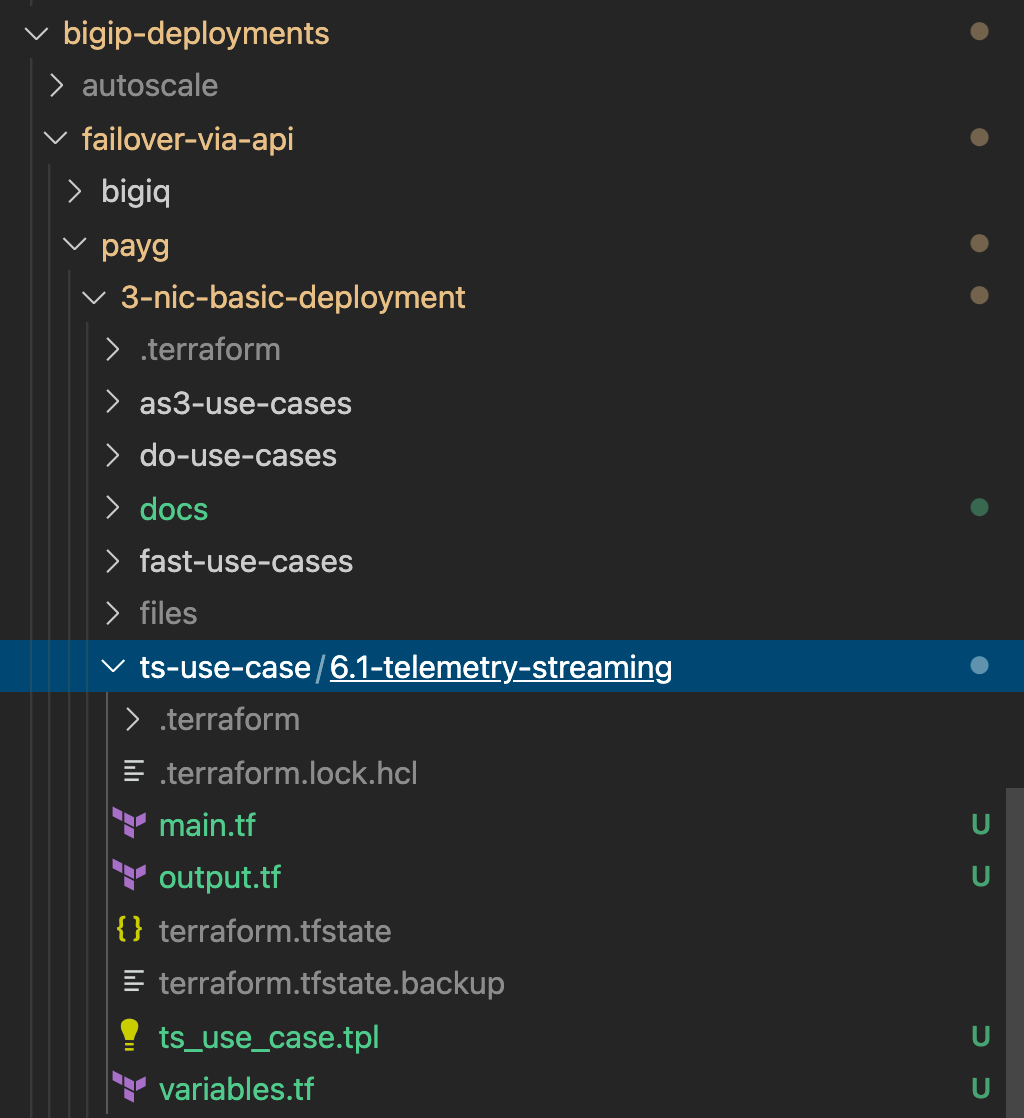 bigip-deployments
autoscale
failover-via-api
bigiq
payg
3-nic-basic-deployment
.terraform
as3-use-cases
do-use-cases
docs
fast-use-cases
files
ts-use-case/6.1-telemetry-streaming
.terraform
.terraform.lock.hcl
main.tf U
output.tf U
{} terraform.tfstate
terraform.tfstate.backup
ts_use_case.tpl U
variables.tf U